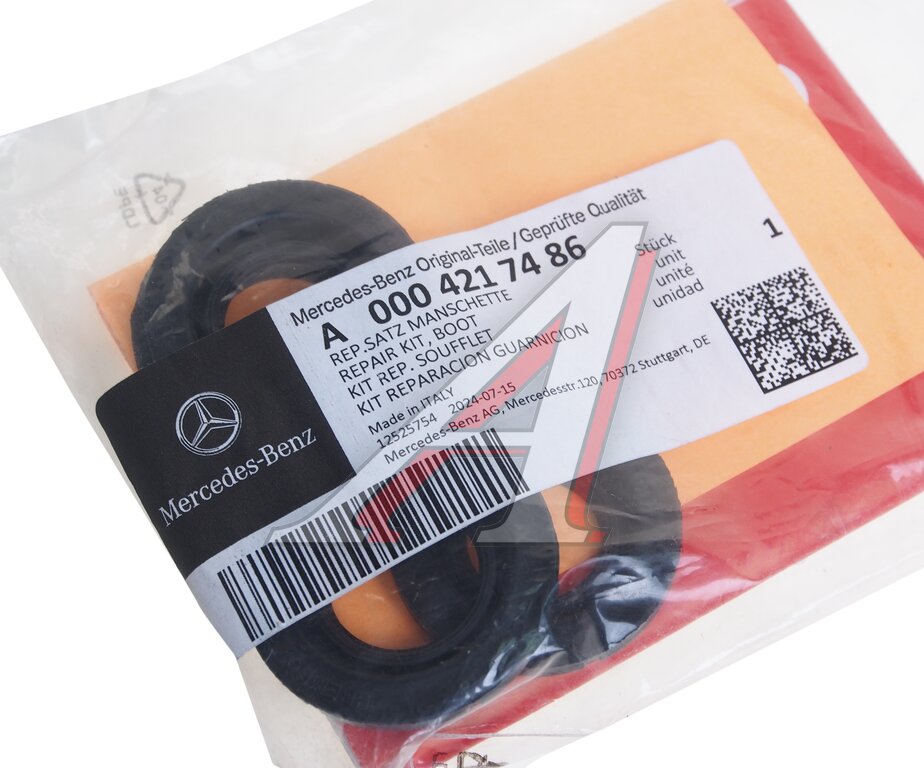 LDPE
04
Mercedes-Benz Original-Teile/Geprüfte Qualität
A 000 421 74 86
REP.SATZ MANSCHETTE
REPAIR KIT, BOOT
KIT REP. SOUFFLET
KIT REPARACION GUARNICION
Stück
unit
unité
unidad
1
Made in ITALY
12525754 2024-07-15
Mercedes-Benz AG, Mercedesstr.120, 70372 Stuttgart, DE
Mercedes-Benz